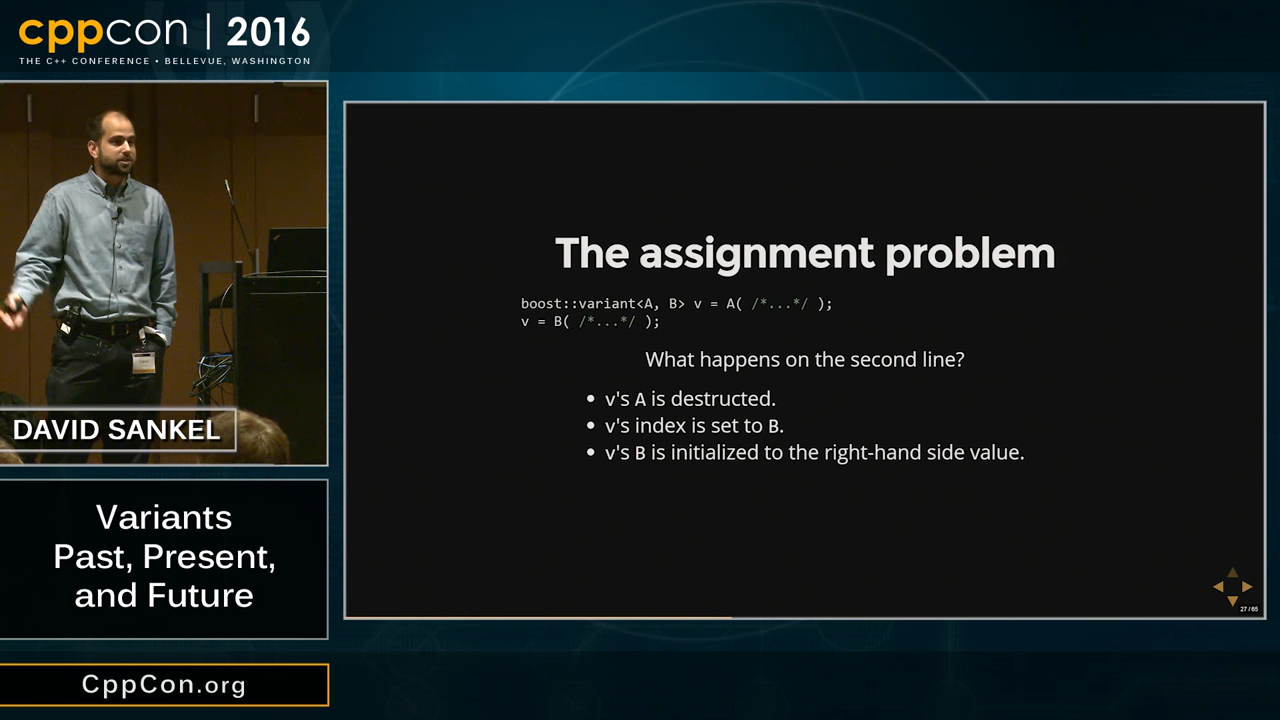 cppcon | 2016
THE C++ CONFERENCE • BELLEVUE, WASHINGTON
DAVID SANKEL
Variants
Past, Present,
and Future
CppCon.org
The assignment problem
boost::variant<A, B> v = A( /*...*/ );
v = B( /*...*/ );
What happens on the second line?
• v's A is destructed.
• v's index is set to B.
• v's B is initialized to the right-hand side value.
27 / 65